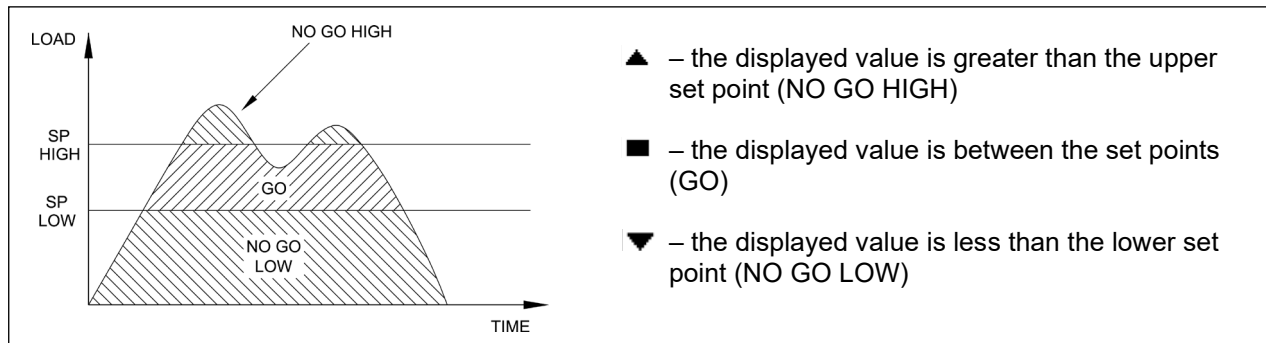 LOAD
NO GO HIGH
SP
HIGH
GO
SP
LOW
NO GO
LOW
TIME
▲ – the displayed value is greater than the upper
set point (NO GO HIGH)
■ – the displayed value is between the set points
(GO)
▼ – the displayed value is less than the lower set
point (NO GO LOW)